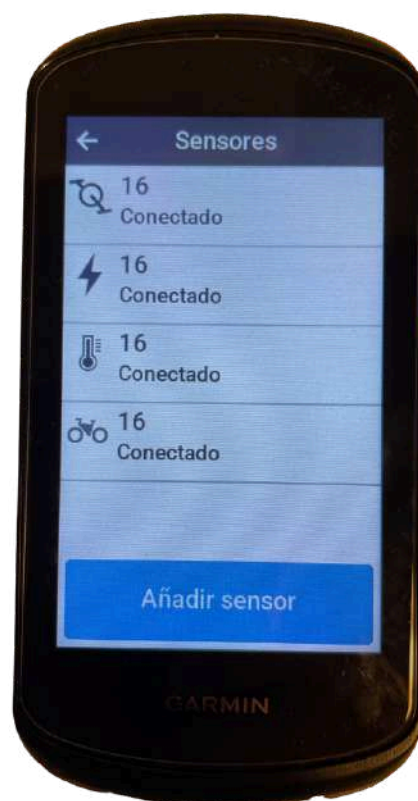 Sensores
16
Conectado
16
Conectado
16
Conectado
16
Conectado
Añadir sensor
GARMIN